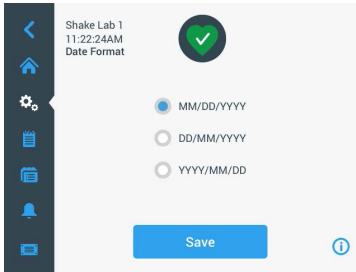 Shake Lab 1
11:22:24AM
Date Format
MM/DD/YYYY
DD/MM/YYYY
YYYY/MM/DD
Save